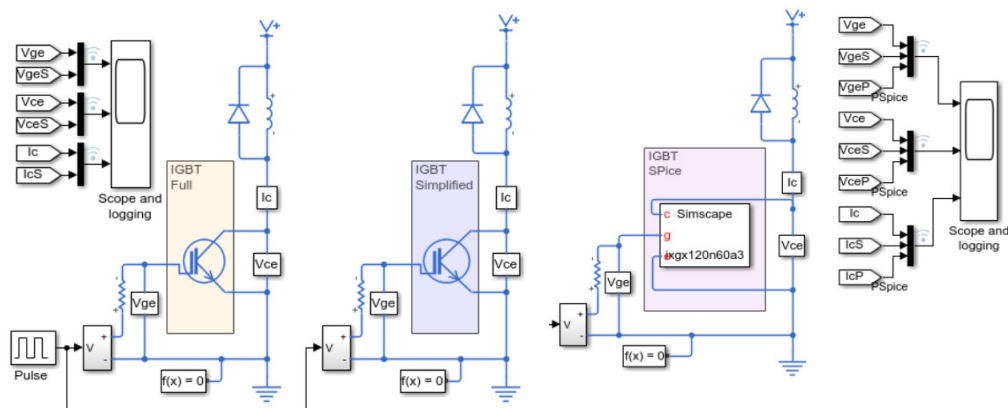 Vge
VgeS
Vce
VceS
Ic
IcS
Scope and
logging
V+
+
-
IGBT
Full
Ic
Vce
-
+
Vge
Pulse
V
+
-
f(x) = 0
V+
+
-
IGBT
Simplified
Ic
Vce
-
+
Vge
V
+
-
f(x) = 0
V+
+
-
IGBT
SPice
Ic
c
Simscape
g
ixgx120n60a3
Vce
-
+
Vge
V
+
-
f(x) = 0
Vge
VgeS
VgeP
PSpice
Vce
VceS
VceP
PSpice
Ic
IcS
IcP
PSpice
Scope and
logging